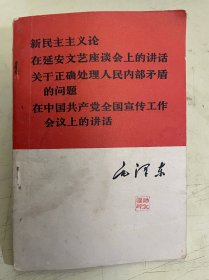 新民主主义论
在延安文艺座谈会上的讲话
关于正确处理人民内部矛盾
的问题
在中国共产党全国宣传工作
会议上的讲话
毛泽东